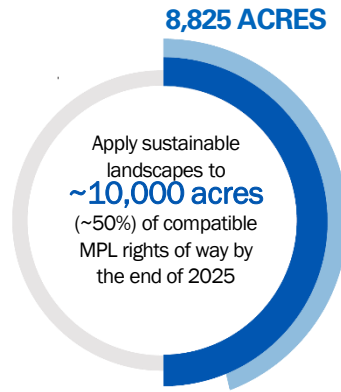 8,825 ACRES
Apply sustainable
landscapes to
~10,000 acres
(~50%) of compatible
MPL rights of way by
the end of 2025